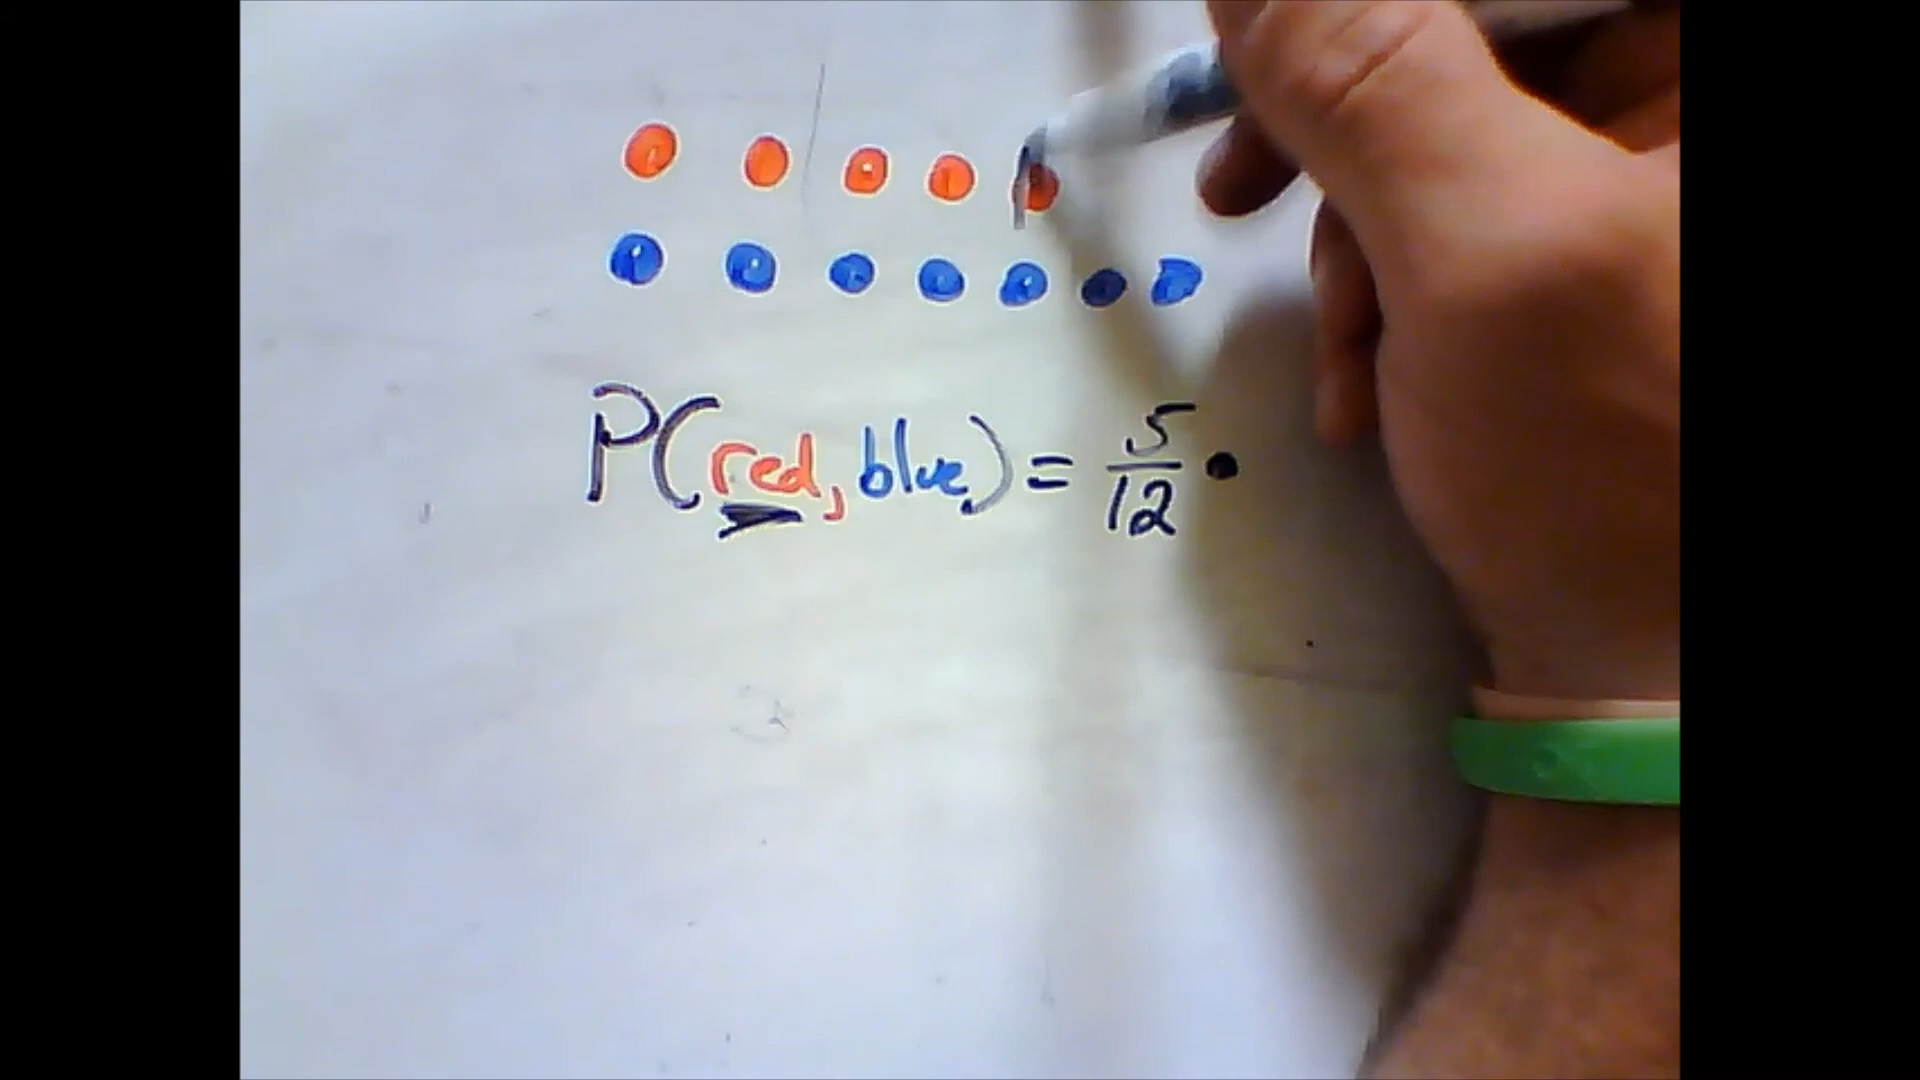 P(red, blue) = 5/12 •